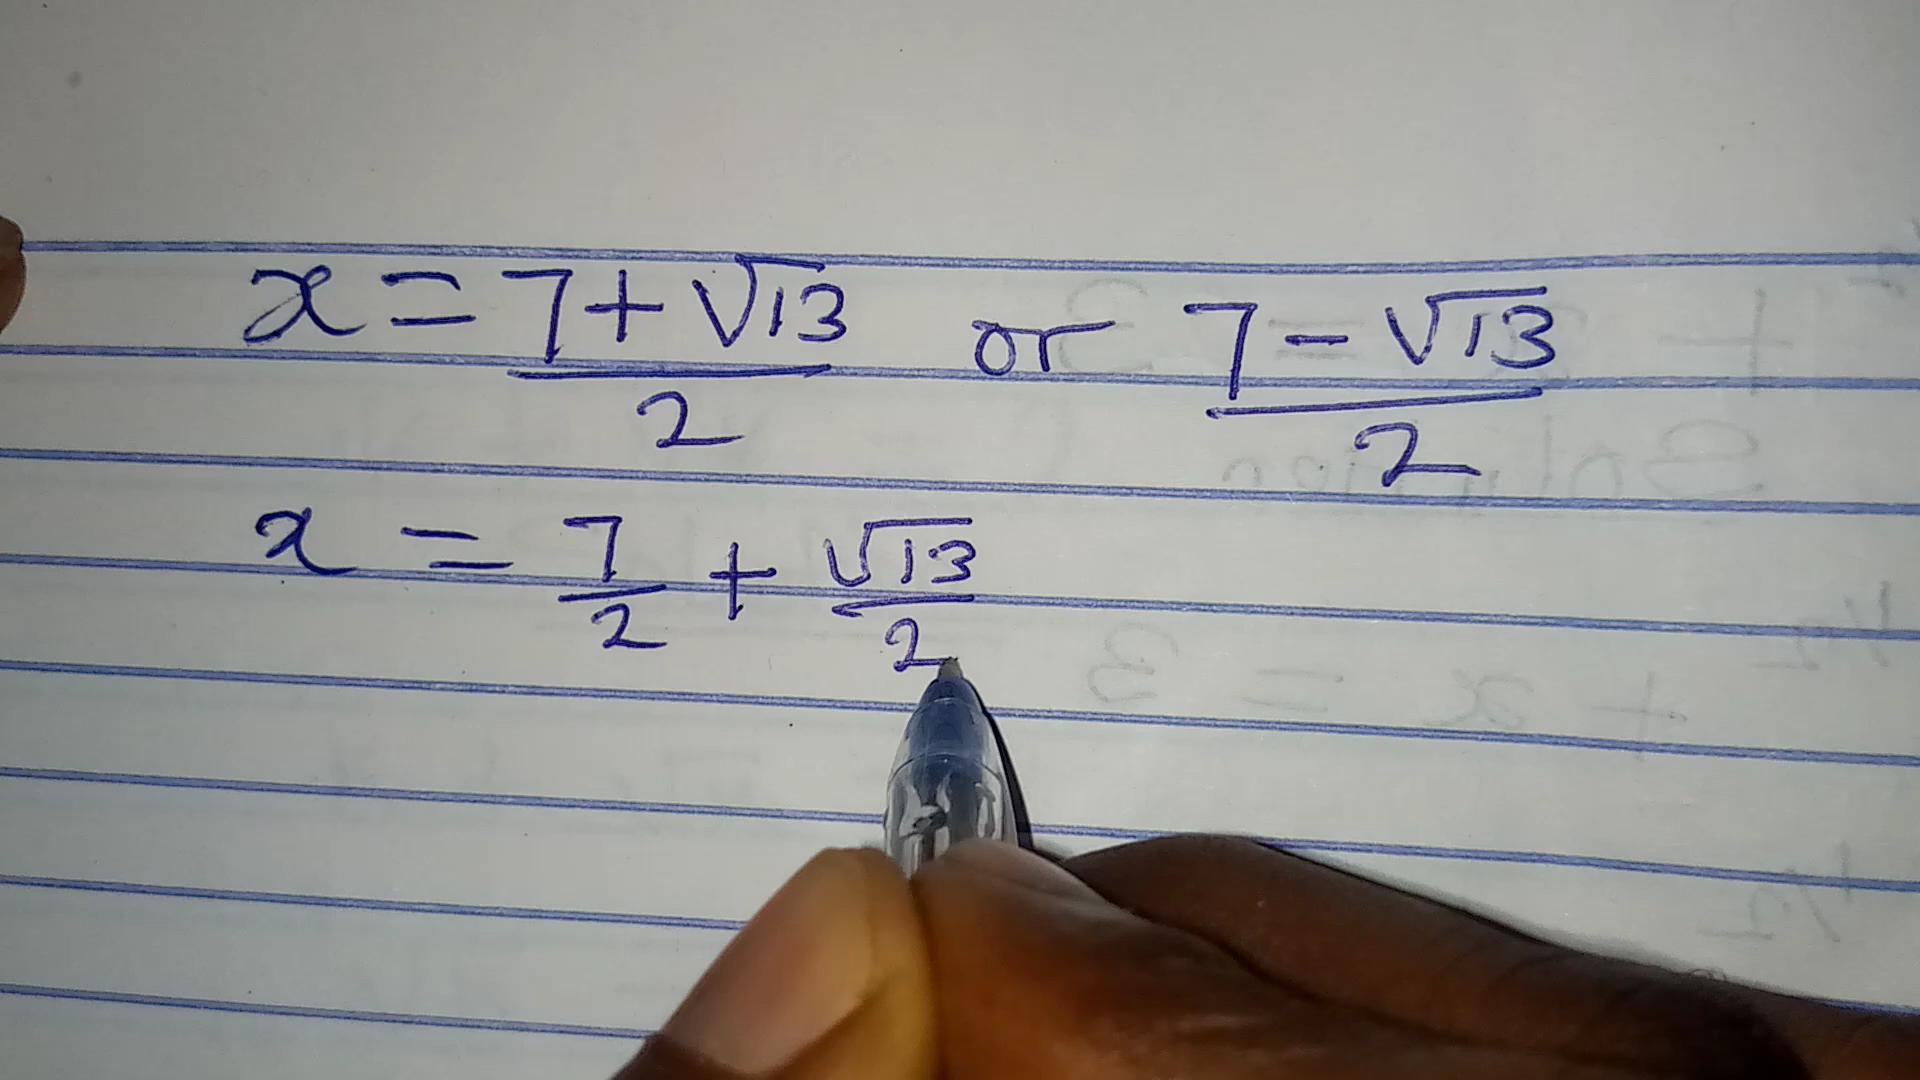 x = 7 + √13 / 2 or 7 - √13 / 2
x = 7/2 + √13/2